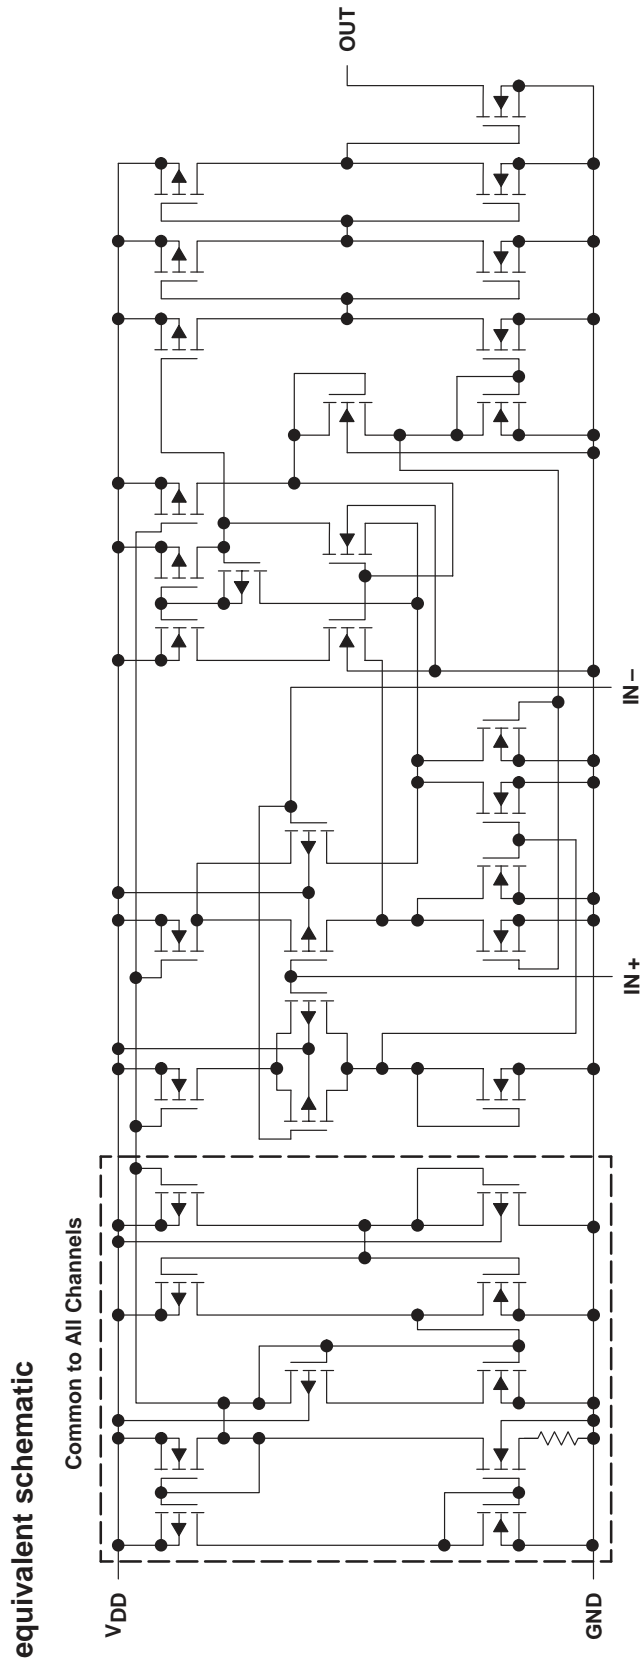 equivalent schematic
Common to All Channels
VDD
GND
IN+
IN−
OUT